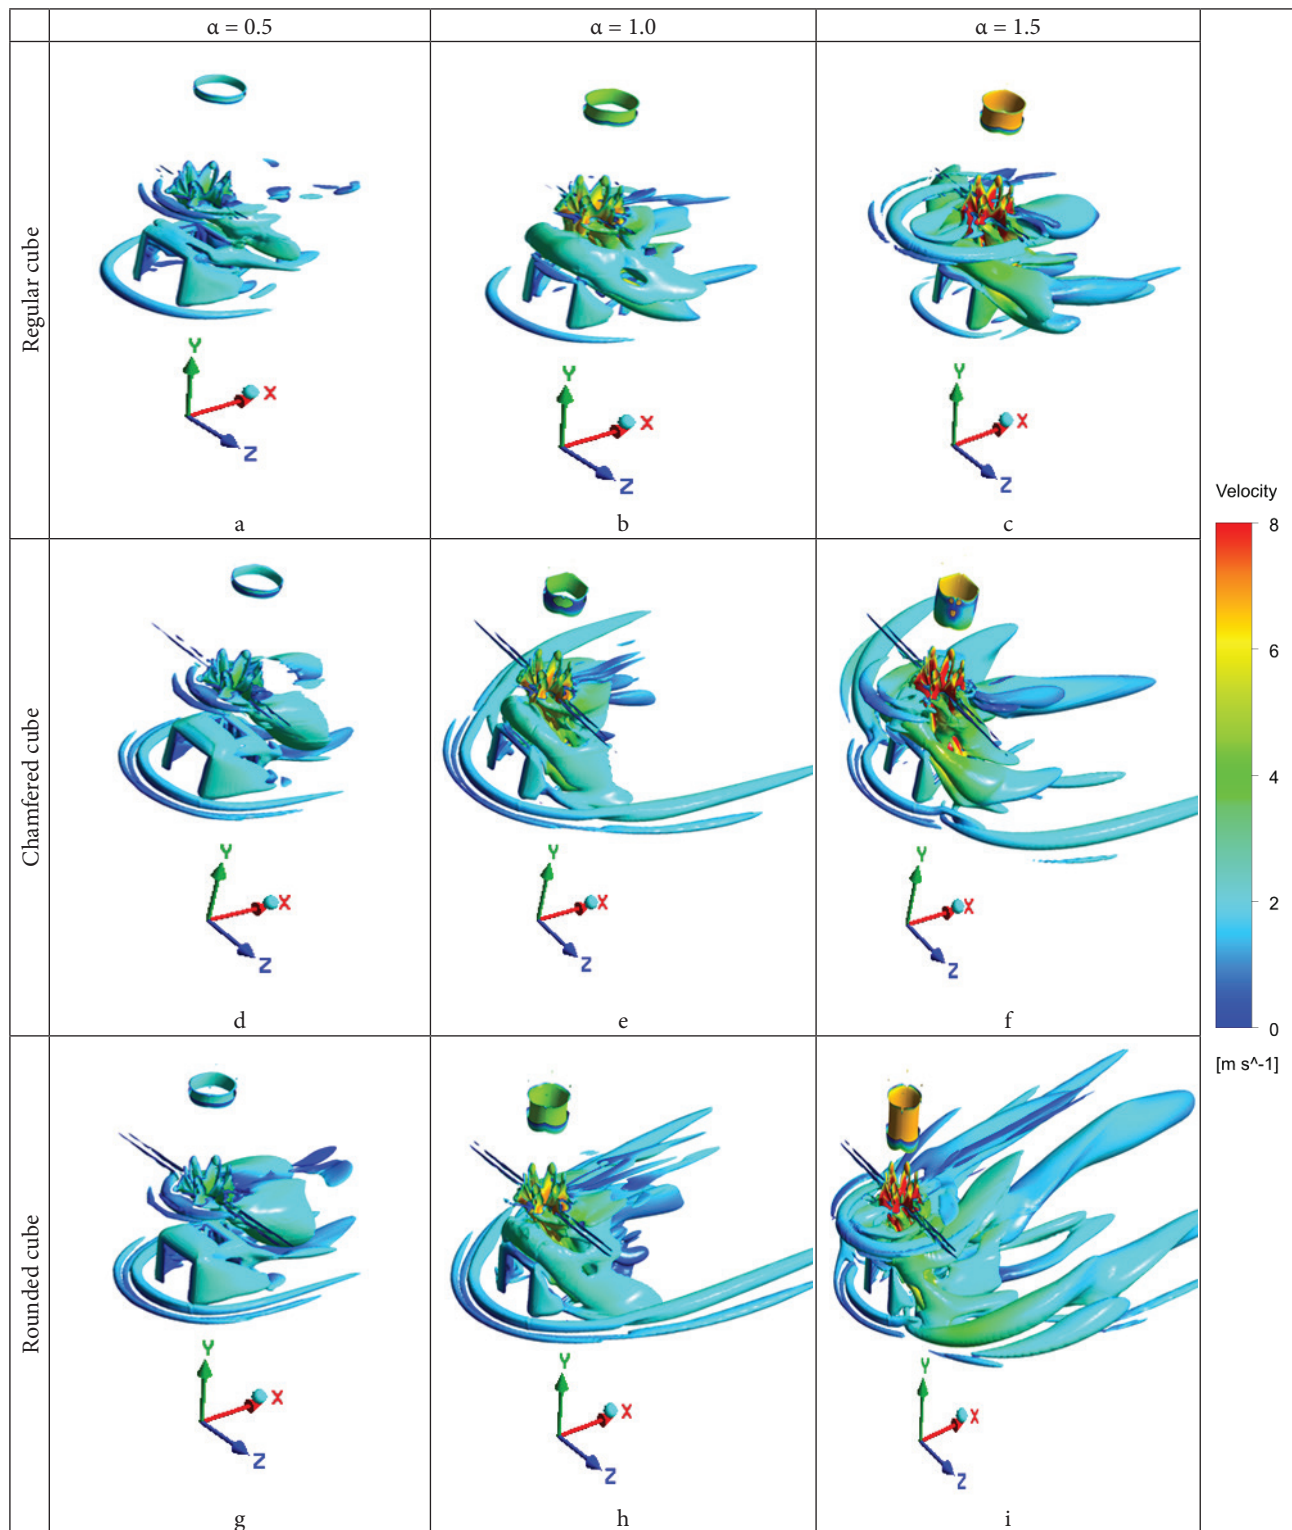 α = 0.5 α = 1.0 α = 1.5
Regular cube
Y X Z
Y X Z
Y X Z
a b c
Velocity
8
6
4
2
0
[m s^-1]
Chamfered cube
Y X Z
Y X Z
Y X Z
d e f
Rounded cube
Y X Z
Y X Z
Y X Z
g h i